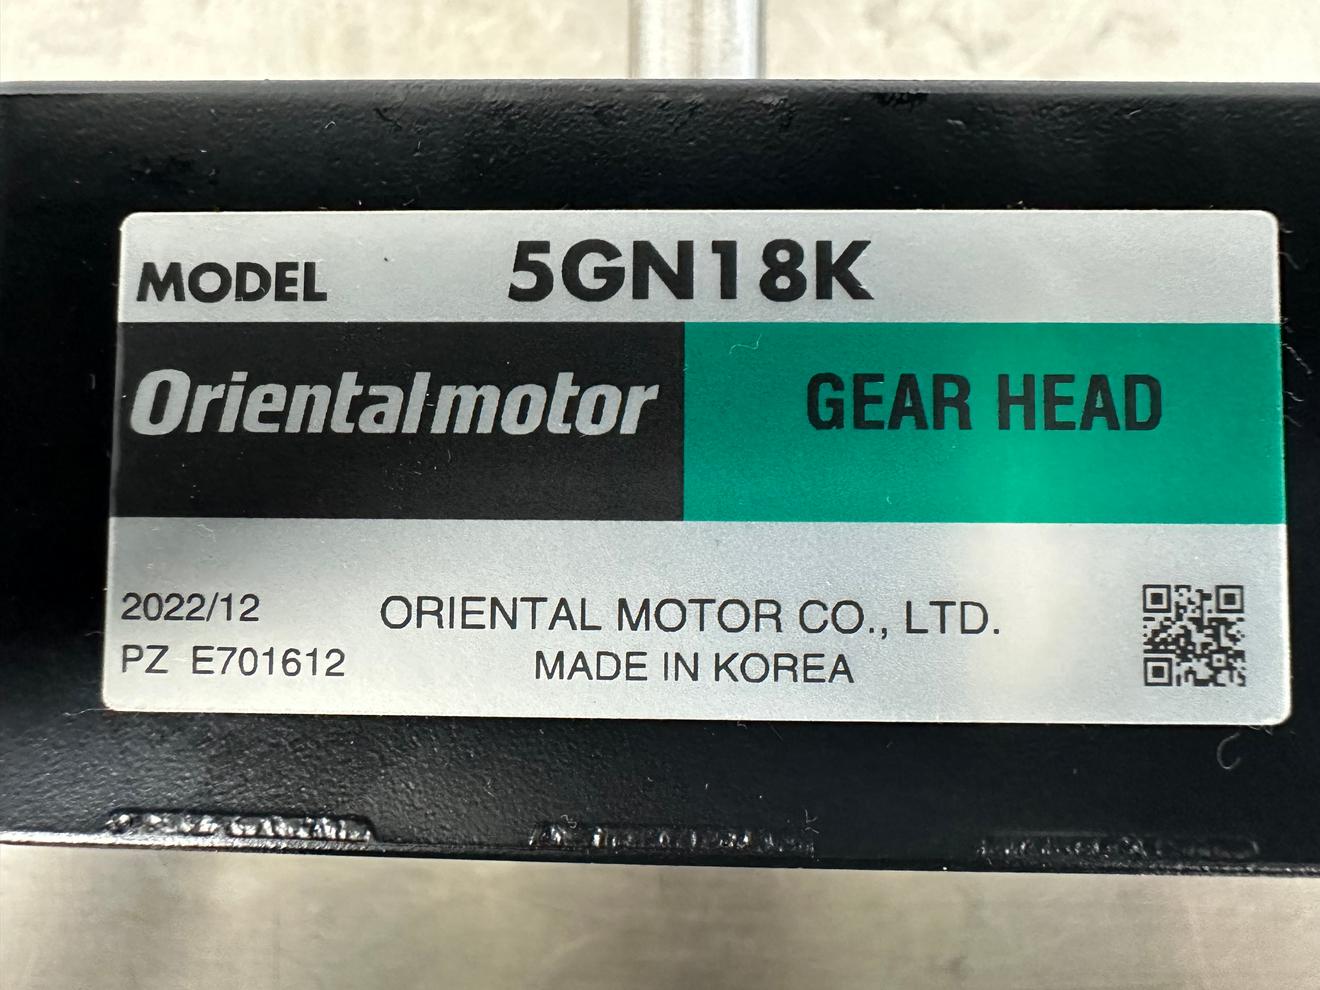 MODEL 5GN18K
Orientalmotor GEAR HEAD
2022/12 ORIENTAL MOTOR CO., LTD.
PZ E701612 MADE IN KOREA